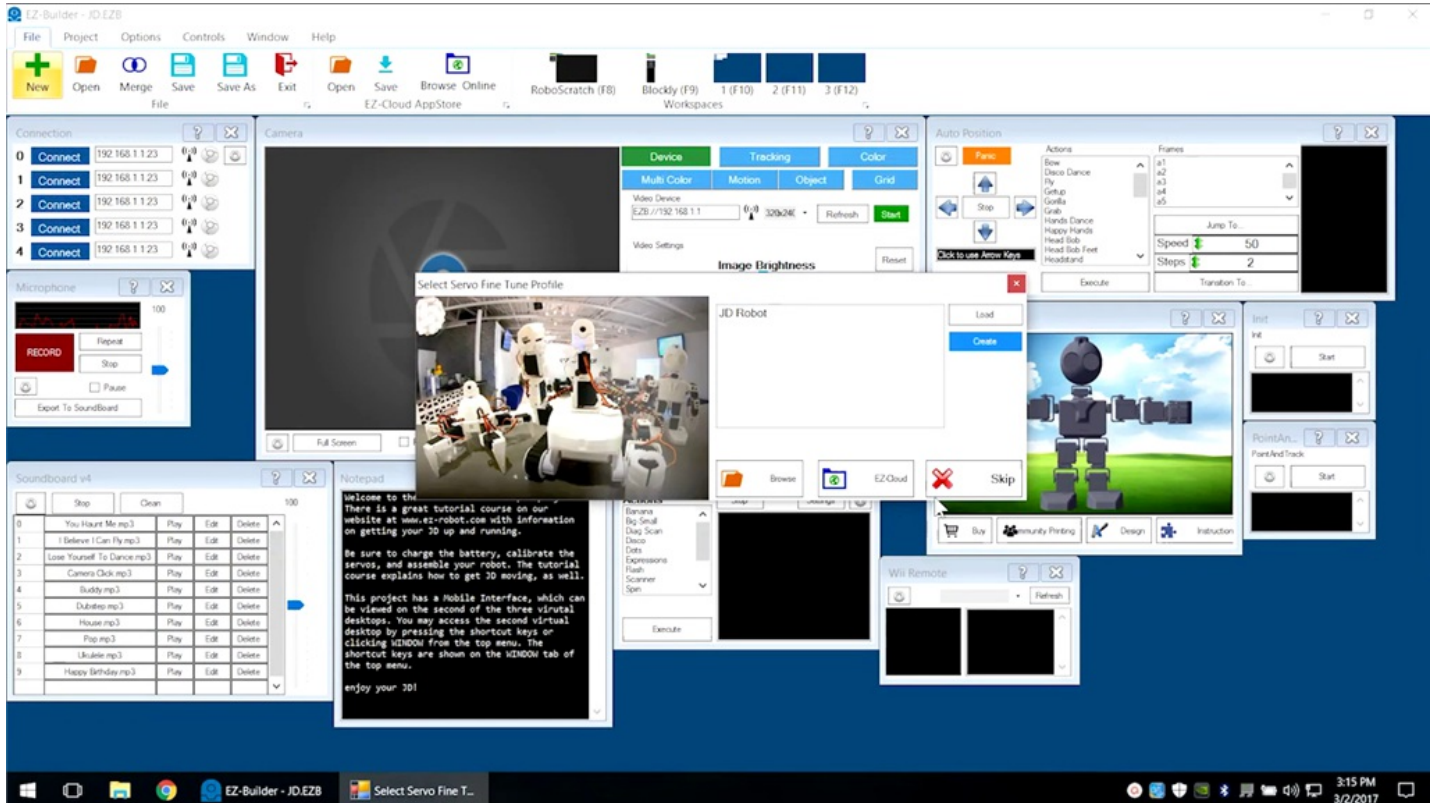 EZ-Builder - JD.EZB
File Project Options Controls Window Help
New Open Merge Save Save As Exit Open Save Browse Online RoboScratch (F8) Blockly (F9) 1 (F10) 2 (F11) 3 (F12)
File EZ-Cloud AppStore Workspaces
Connection
0 Connect 192.168.1.1:23
1 Connect 192.168.1.1:23
2 Connect 192.168.1.1:23
3 Connect 192.168.1.1:23
4 Connect 192.168.1.1:23
Camera
Device Tracking Color
Multi Color Motion Object Grid
Video Device
EZB://192.168.1.1 Refresh Start
Video Settings
Image Brightness Reset
Full Screen
Auto Position
Panic
Stop
Click to use Arrow Keys
Actions
Bow
Disco Dance
Fly
Getup
Gorilla
Grab
Hands Dance
Happy Hands
Head Bob
Head Bob Feet
Headstand
Execute
Frames
a1
a2
a3
a4
a5
Jump To...
Speed 50
Steps 2
Transition To...
Microphone
100
RECORD
Repeat
Stop
Pause
Export To SoundBoard
Select Servo Fine Tune Profile
JD Robot
Load
Create
Browse EZ-Cloud Skip
Init
Init
Start
PointAn...
PointAndTrack
Start
Buy Community Printing Design Instruction
Soundboard v4
Stop Clean 100
0 You Haunt Me.mp3 Play Edit Delete
1 I Believe I Can Fly.mp3 Play Edit Delete
2 Lose Yourself To Dance.mp3 Play Edit Delete
3 Camera Click.mp3 Play Edit Delete
4 Buddy.mp3 Play Edit Delete
5 Dubstep.mp3 Play Edit Delete
6 House.mp3 Play Edit Delete
7 Pop.mp3 Play Edit Delete
8 Ukulele.mp3 Play Edit Delete
9 Happy Birthday.mp3 Play Edit Delete
Notepad
Welcome to the
There is a great tutorial course on our
website at www.ez-robot.com with information
on getting your JD up and running.
Be sure to charge the battery, calibrate the
servos, and assemble your robot. The tutorial
course explains how to get JD moving, as well.
This project has a Mobile Interface, which can
be viewed on the second of the three virutal
desktops. You may access the second virtual
desktop by pressing the shortcut keys or
clicking WINDOW from the top menu. The
shortcut keys are shown on the WINDOW tab of
the top menu.
enjoy your JD!
Actions
Banana
Big-Small
Diag Scan
Disco
Dots
Expressions
Flash
Scanner
Spin
Execute
Stop Settings
Wii Remote
Refresh
EZ-Builder - JD.EZB
Select Servo Fine T...
3:15 PM
3/2/2017